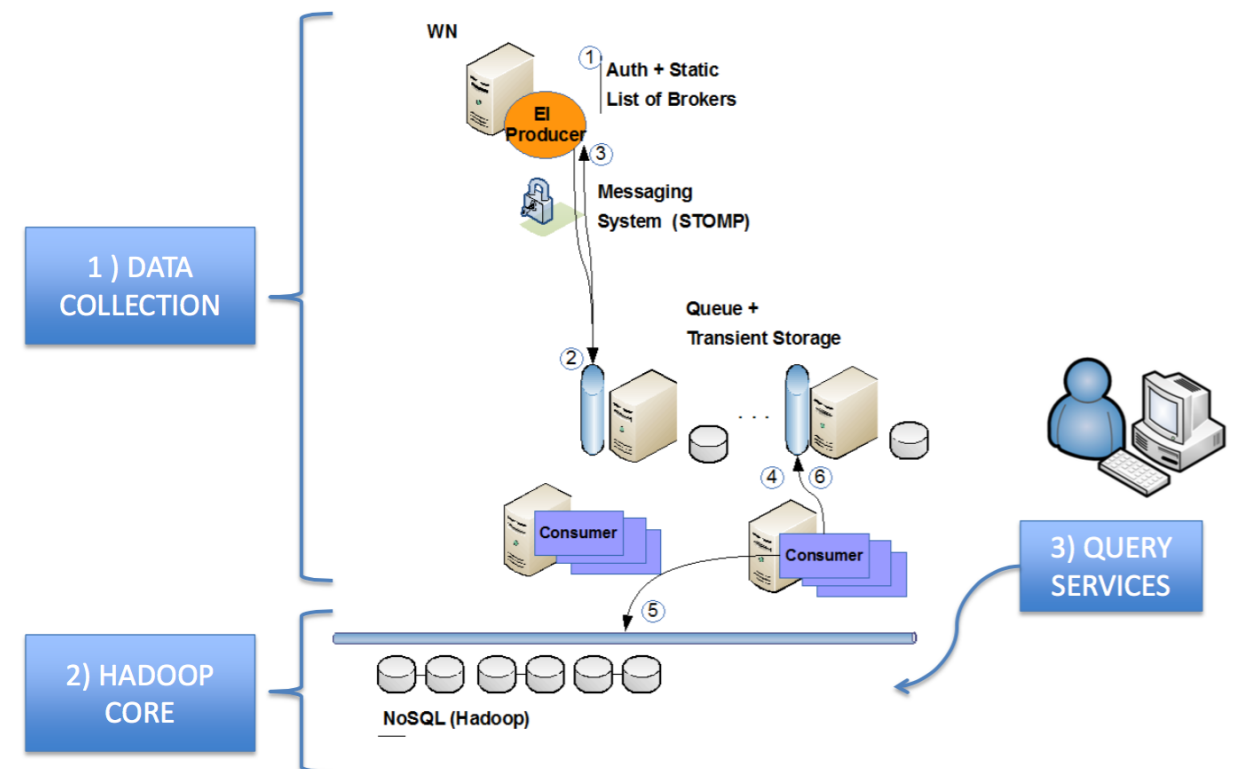 WN
1
Auth + Static
List of Brokers
EI
Producer
3
Messaging
System (STOMP)
1 ) DATA
COLLECTION
Queue +
Transient Storage
2
. . .
4
6
Consumer
Consumer
3) QUERY
SERVICES
5
2) HADOOP
CORE
NoSQL (Hadoop)